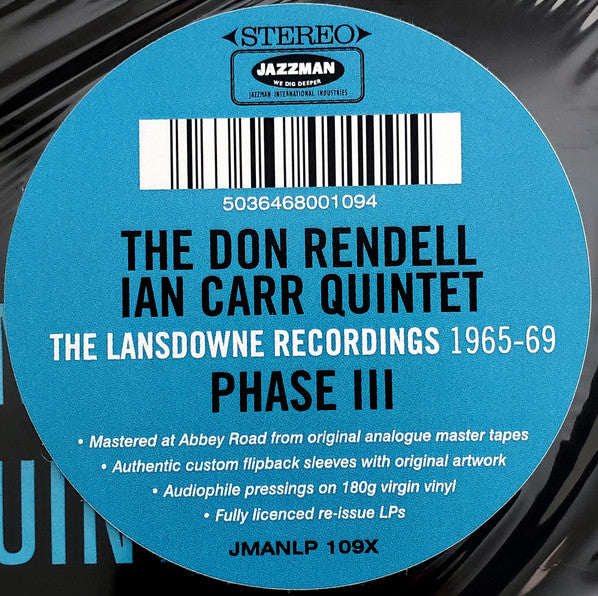 STEREO
JAZZMAN
WE DIG DEEPER
JAZZMAN INTERNATIONAL INDUSTRIES
5036468001094
THE DON RENDELL
IAN CARR QUINTET
THE LANSDOWNE RECORDINGS 1965-69
PHASE III
• Mastered at Abbey Road from original analogue master tapes
• Authentic custom flipback sleeves with original artwork
• Audiophile pressings on 180g virgin vinyl
• Fully licenced re-issue LPs
JMANLP 109X